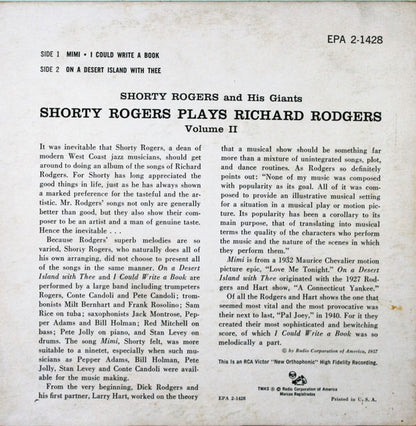 EPA 2-1428
SIDE 1 MIMI • I COULD WRITE A BOOK
SIDE 2 ON A DESERT ISLAND WITH THEE
SHORTY ROGERS and His Giants
SHORTY ROGERS PLAYS RICHARD RODGERS
Volume II
It was inevitable that Shorty Rogers, a dean of
modern West Coast jazz musicians, should get
around to doing an album of the songs of Richard
Rodgers. For Shorty has long appreciated the
good things in life, just as he has always shown
a marked preference for the tasteful and the ar-
tistic. Mr. Rodgers' songs not only are generally
better than good, but they also show their com-
poser to be an artist and a man of genuine taste.
Hence the inevitable . . .
Because Rodgers' superb melodies are so
varied, Shorty Rogers, who naturally does all of
his own arranging, did not choose to present all
of the songs in the same manner. On a Desert
Island with Thee and I Could Write a Book are
performed by a large band including trumpeters
Rogers, Conte Candoli and Pete Candoli; trom-
bonists Milt Bernhart and Frank Rosolino; Sam
Rice on tuba; saxophonists Jack Montrose, Pep-
per Adams and Bill Holman; Red Mitchell on
bass; Pete Jolly on piano, and Stan Levey on
drums. The song Mimi, Shorty felt, was more
suitable to a ninetet, especially when such mu-
sicians as Pepper Adams, Bill Holman, Pete
Jolly, Stan Levey and Conte Candoli were avail-
able for the music making.
From the very beginning, Dick Rodgers and
his first partner, Larry Hart, worked on the theory
that a musical show should be something far
more than a mixture of unintegrated songs, plot,
and dance routines. As Rodgers so definitely
points out: "None of my music was composed
with popularity as its goal. All of it was com-
posed to provide an illustrative musical setting
for a situation in a musical play or motion pic-
ture. Its popularity has been a corollary to its
main purpose, that of translating into musical
terms the quality of the characters who perform
the music and the nature of the scenes in which
they perform them."
Mimi is from a 1932 Maurice Chevalier motion
picture epic, "Love Me Tonight." On a Desert
Island with Thee originated with the 1927 Rod-
gers and Hart show, "A Connecticut Yankee."
Of all the Rodgers and Hart shows the one that
seemed most vital and the most provocative was
their next to last, "Pal Joey," in 1940. For it they
created their most sophisticated and bewitching
score, of which I Could Write a Book was so
melodically a part.
© by Radio Corporation of America, 1957
This Is An RCA Victor "New Orthophonic" High Fidelity Recording.
TMKS ® Radio Corporation of America
Marcas Registradas
EPA 2-1428
Printed in U. S. A.